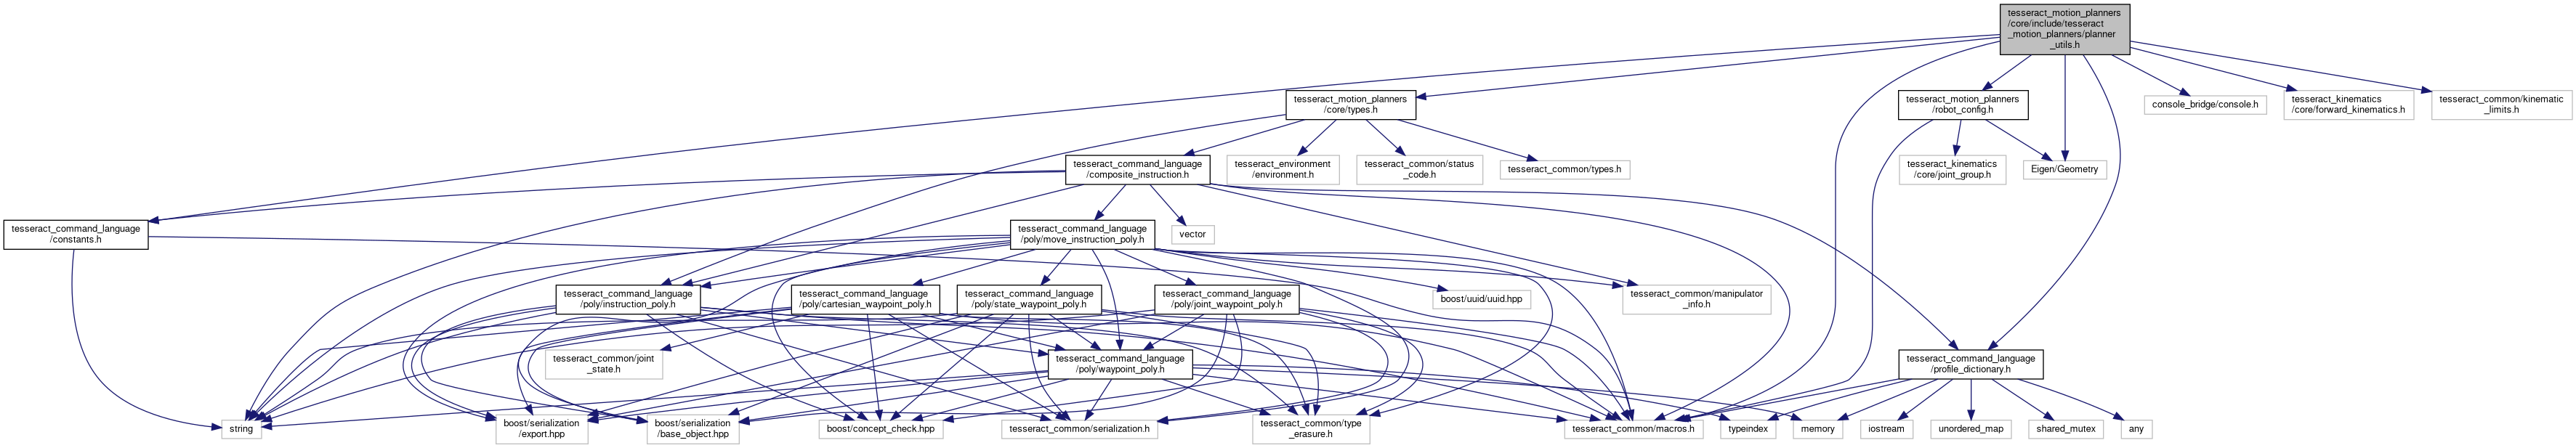 tesseract_motion_planners
/core/include/tesseract
_motion_planners/planner
_utils.h
tesseract_motion_planners
/core/types.h
tesseract_motion_planners
/robot_config.h
console_bridge/console.h
tesseract_kinematics
/core/forward_kinematics.h
tesseract_common/kinematic
_limits.h
tesseract_command_language
/composite_instruction.h
tesseract_environment
/environment.h
tesseract_common/status
_code.h
tesseract_common/types.h
tesseract_kinematics
/core/joint_group.h
Eigen/Geometry
tesseract_command_language
/constants.h
tesseract_command_language
/poly/move_instruction_poly.h
vector
tesseract_command_language
/poly/instruction_poly.h
tesseract_command_language
/poly/cartesian_waypoint_poly.h
tesseract_command_language
/poly/state_waypoint_poly.h
tesseract_command_language
/poly/joint_waypoint_poly.h
boost/uuid/uuid.hpp
tesseract_common/manipulator
_info.h
tesseract_common/joint
_state.h
tesseract_command_language
/poly/waypoint_poly.h
tesseract_command_language
/profile_dictionary.h
string
boost/serialization
/export.hpp
boost/serialization
/base_object.hpp
boost/concept_check.hpp
tesseract_common/serialization.h
tesseract_common/type
_erasure.h
tesseract_common/macros.h
typeindex
memory
iostream
unordered_map
shared_mutex
any